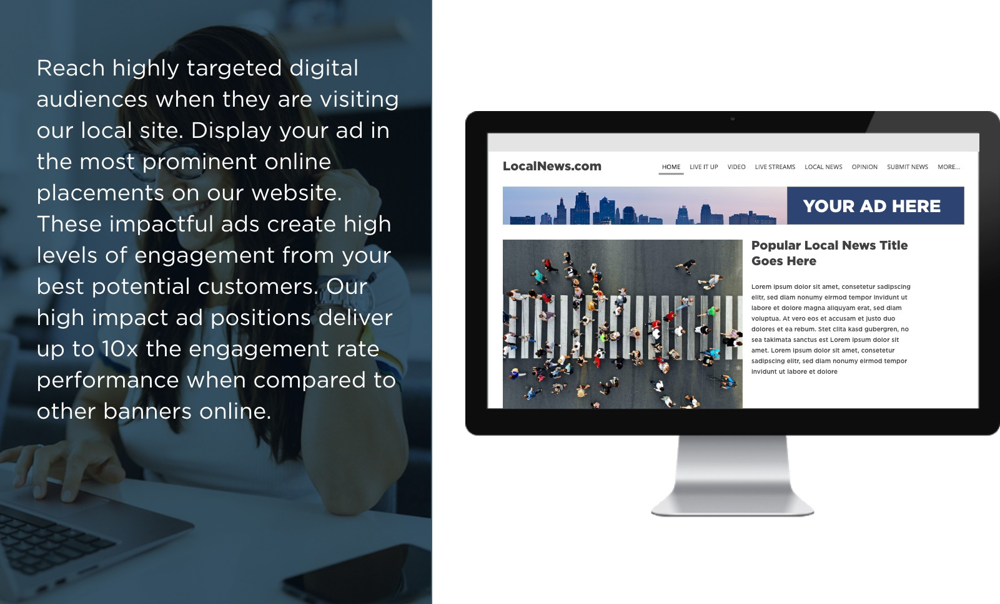 Reach highly targeted digital
audiences when they are visiting
our local site. Display your ad in
the most prominent online
placements on our website.
These impactful ads create high
levels of engagement from your
best potential customers. Our
high impact ad positions deliver
up to 10x the engagement rate
performance when compared to
other banners online.
LocalNews.com
HOME LIVE IT UP VIDEO LIVE STREAMS LOCAL NEWS OPINION SUBMIT NEWS MORE...
YOUR AD HERE
Popular Local News Title
Goes Here
Lorem ipsum dolor sit amet, consetetur sadipscing
elitr, sed diam nonumy eirmod tempor invidunt ut
labore et dolore magna aliquyam erat, sed diam
voluptua. At vero eos et accusam et justo duo
dolores et ea rebum. Stet clita kasd gubergren, no
sea takimata sanctus est Lorem ipsum dolor sit
amet. Lorem ipsum dolor sit amet, consetetur
sadipscing elitr, sed diam nonumy eirmod tempor
invidunt ut labore et dolore